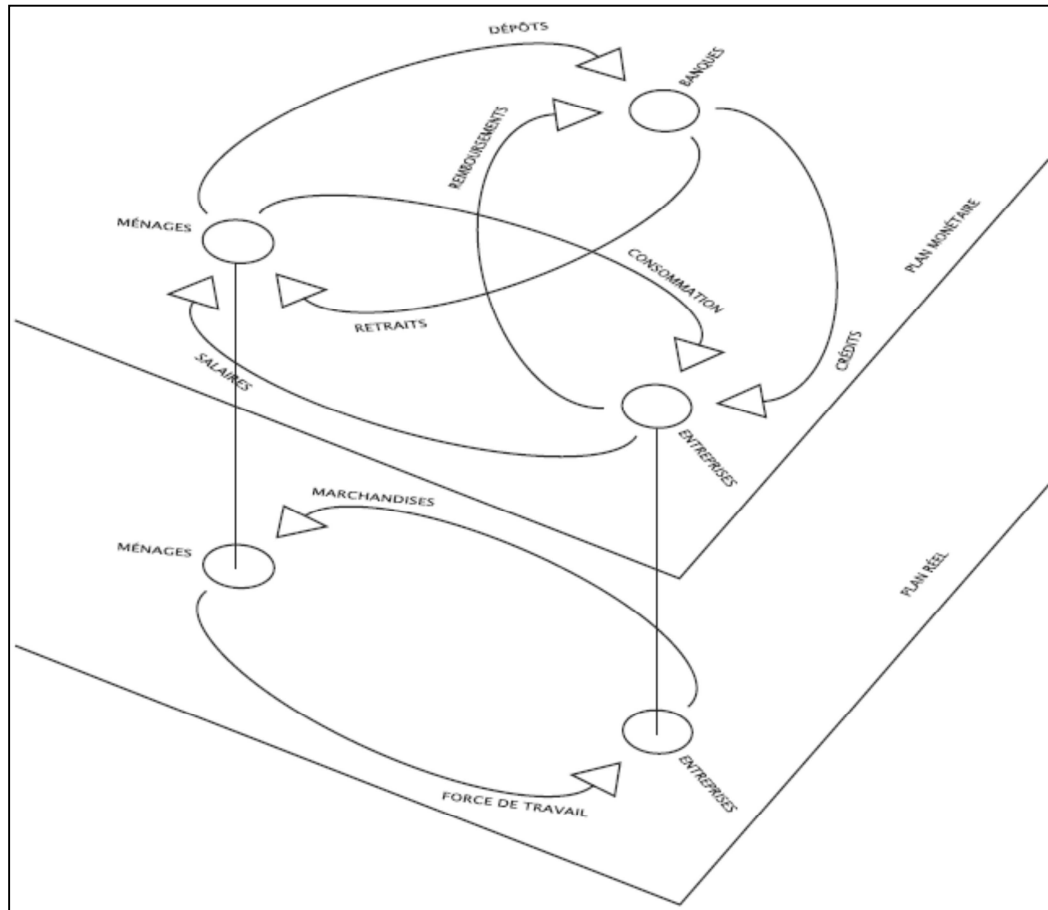 DÉPÔTS
BANQUES
REMBOURSEMENTS
MÉNAGES
PLAN MONÉTAIRE
CONSOMMATION
RETRAITS
CRÉDITS
SALAIRES
ENTREPRISES
MARCHANDISES
MÉNAGES
PLAN RÉEL
ENTREPRISES
FORCE DE TRAVAIL